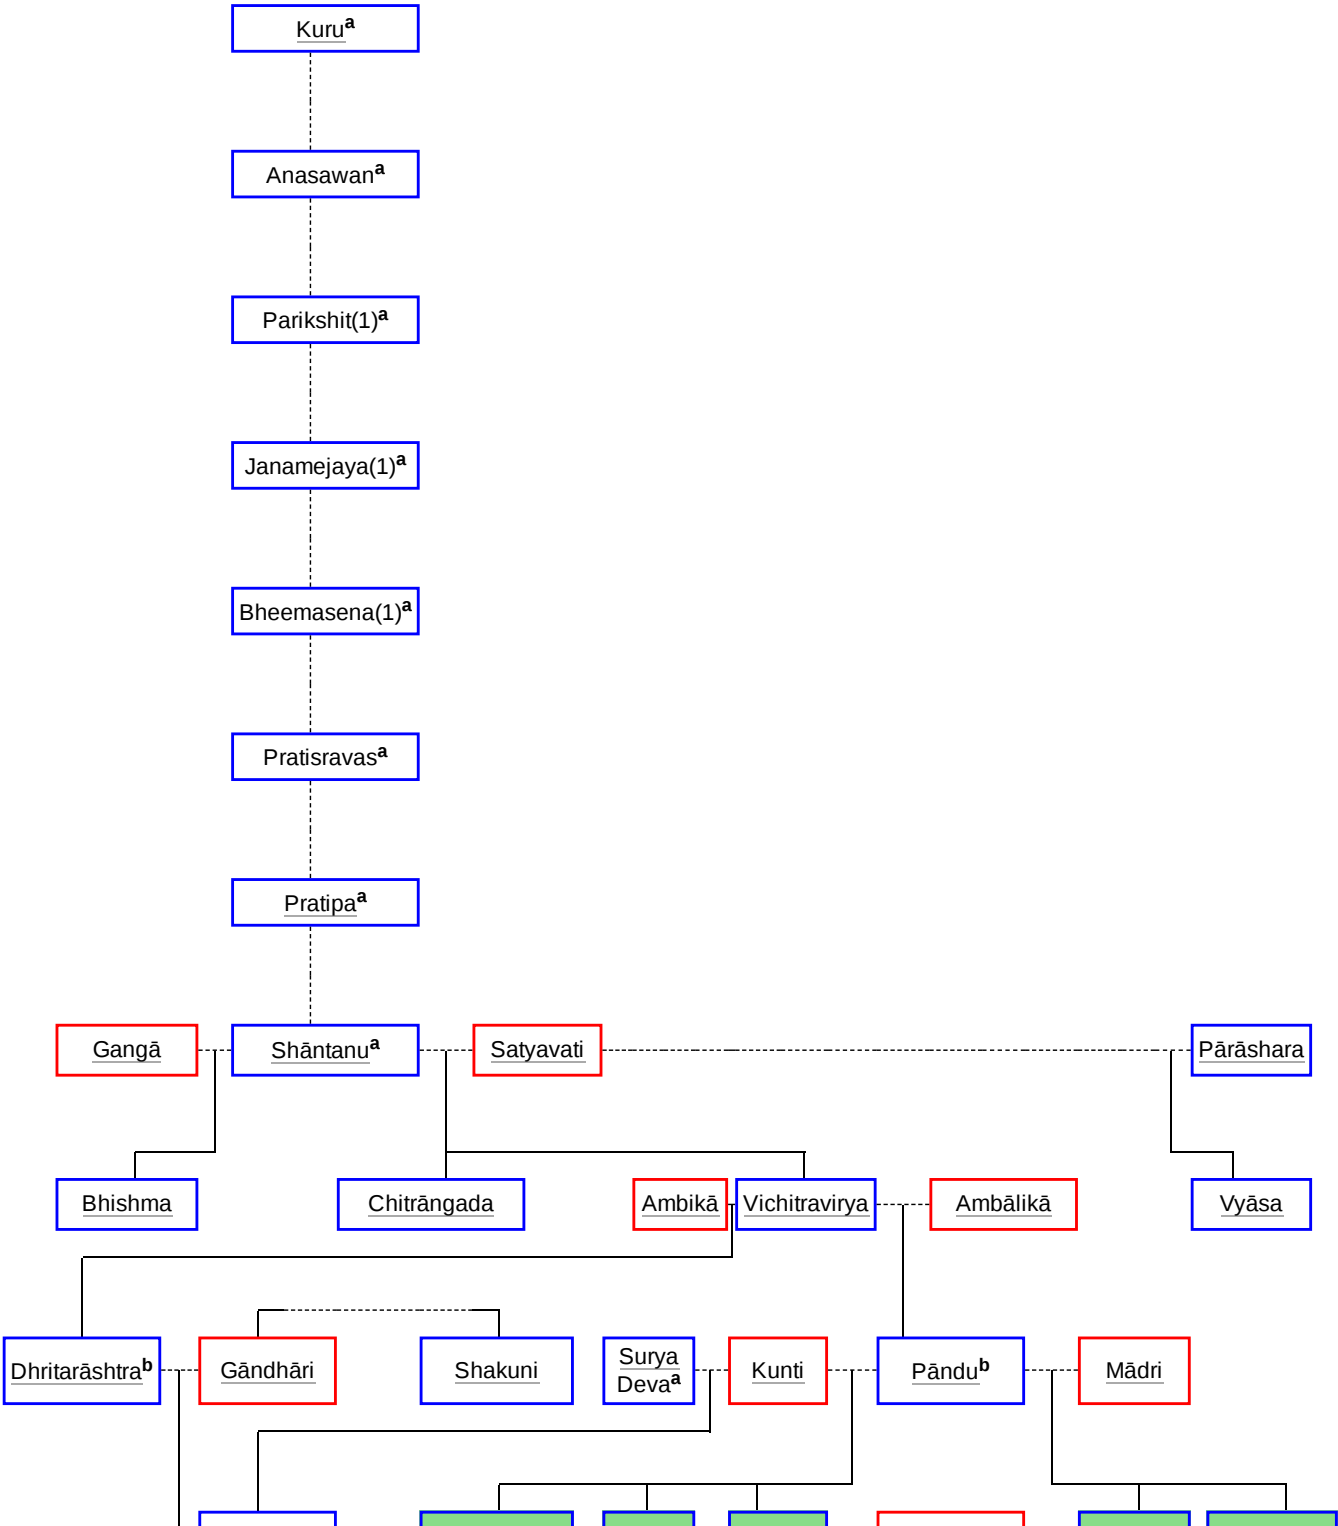 Kuruᵃ
Anasawanᵃ
Parikshit(1)ᵃ
Janamejaya(1)ᵃ
Bheemasena(1)ᵃ
Pratisravasᵃ
Pratipaᵃ
Gangā
Shāntanuᵃ
Satyavati
Pārāshara
Bhishma
Chitrāngada
Ambikā
Vichitravirya
Ambālikā
Vyāsa
Dhritarāshtraᵇ
Gāndhāri
Shakuni
Surya
Devaᵃ
Kunti
Pānduᵇ
Mādri